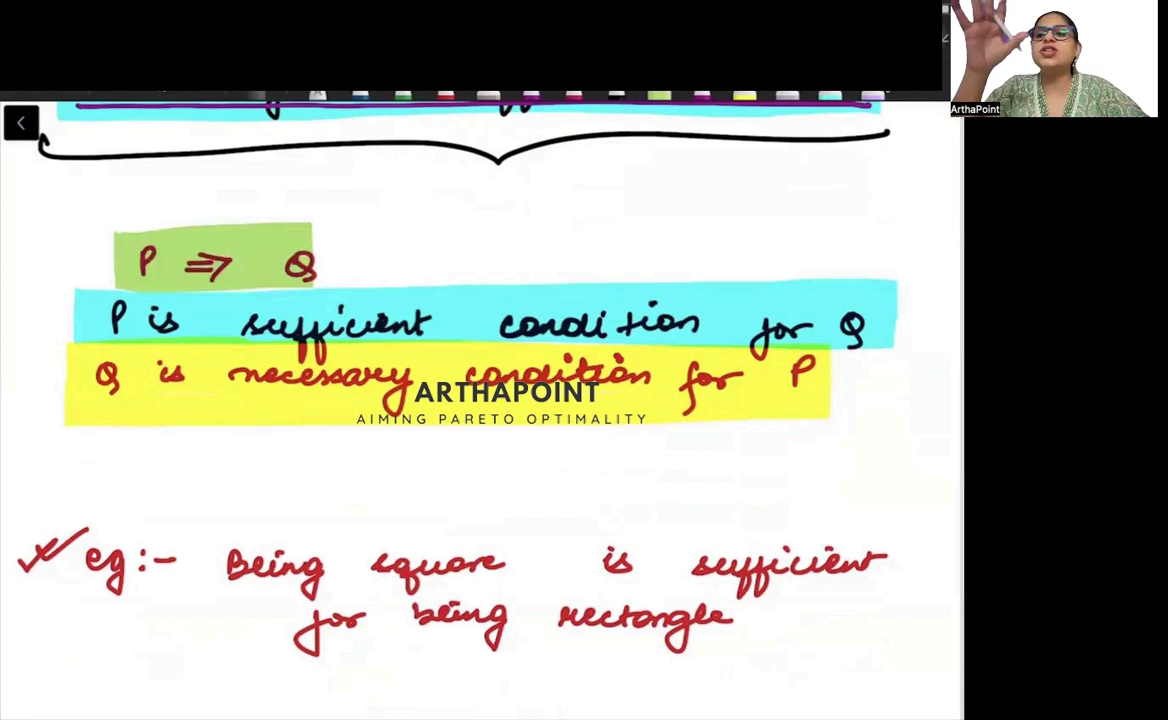 ArthaPoint
P ⇒ Q
P is sufficient condition for Q
Q is necessary condition for P
ARTHAPOINT
AIMING PARETO OPTIMALITY
eg:- Being square is sufficient
for being rectangle